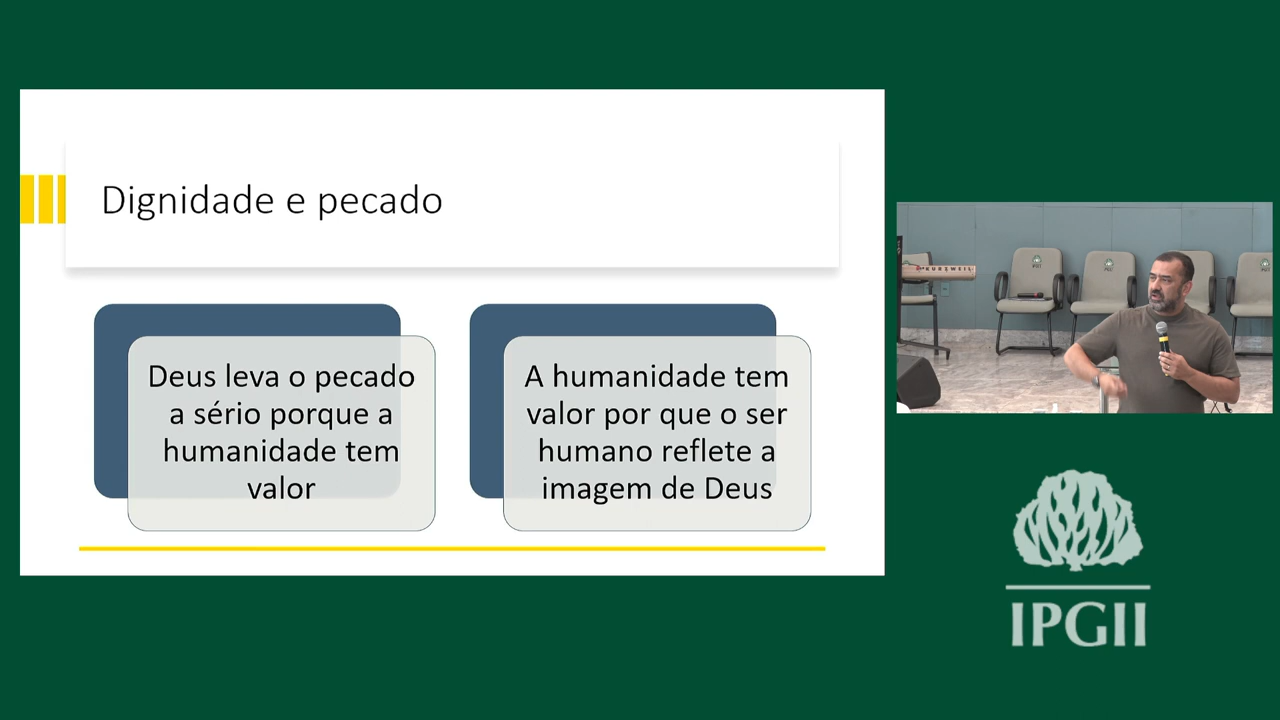 Dignidade e pecado
Deus leva o pecado
a sério porque a
humanidade tem
valor
A humanidade tem
valor por que o ser
humano reflete a
imagem de Deus
KURZWEIL
IPGII